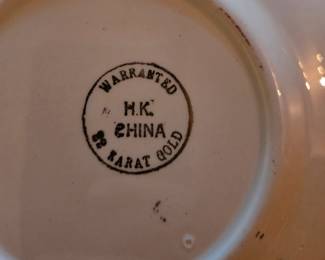 WARRANTED
H.K.
CHINA
22 KARAT GOLD